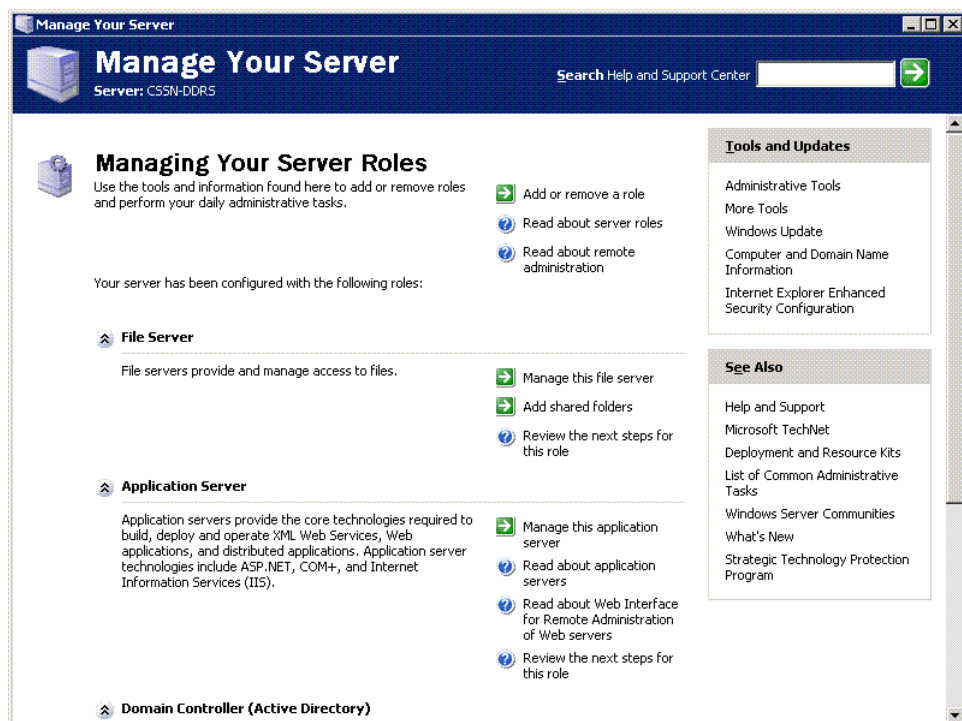 Manage Your Server
Manage Your Server
Server: CSSN-DDRS
Search Help and Support Center
Managing Your Server Roles
Use the tools and information found here to add or remove roles
and perform your daily administrative tasks.
Add or remove a role
Read about server roles
Read about remote
administration
Your server has been configured with the following roles:
File Server
File servers provide and manage access to files.
Manage this file server
Add shared folders
Review the next steps for
this role
Application Server
Application servers provide the core technologies required to
build, deploy and operate XML Web Services, Web
applications, and distributed applications. Application server
technologies include ASP.NET, COM+, and Internet
Information Services (IIS).
Manage this application
server
Read about application
servers
Read about Web Interface
for Remote Administration
of Web servers
Review the next steps for
this role
Domain Controller (Active Directory)
Tools and Updates
Administrative Tools
More Tools
Windows Update
Computer and Domain Name
Information
Internet Explorer Enhanced
Security Configuration
See Also
Help and Support
Microsoft TechNet
Deployment and Resource Kits
List of Common Administrative
Tasks
Windows Server Communities
What's New
Strategic Technology Protection
Program